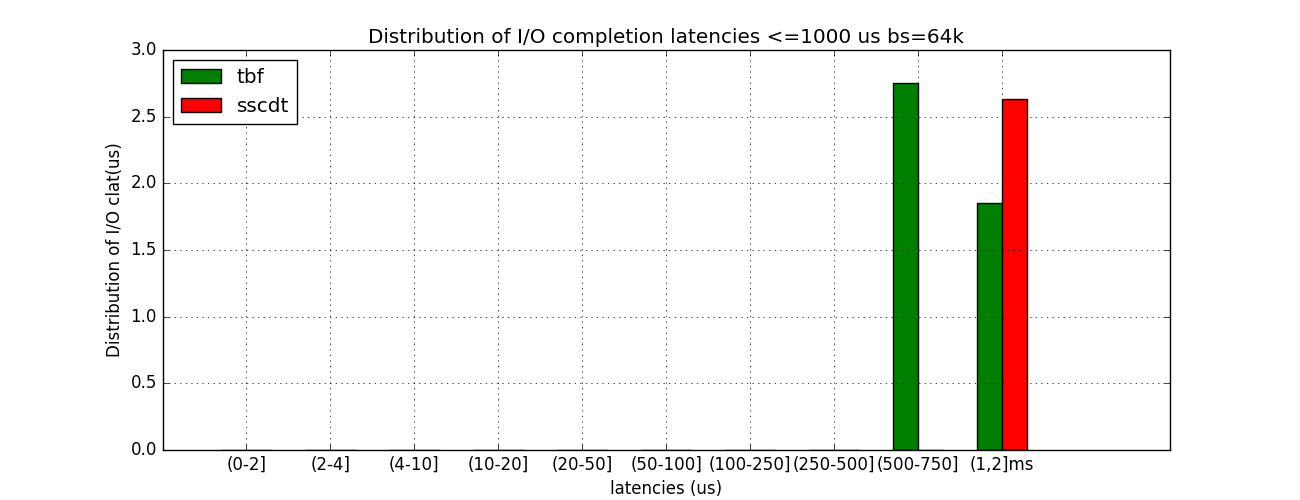 Distribution of I/O completion latencies <=1000 us bs=64k
3.0
2.5
2.0
1.5
1.0
0.5
0.0
Distribution of I/O clat(us)
tbf
sscdt
(0-2] (2-4] (4-10] (10-20] (20-50] (50-100] (100-250] (250-500] (500-750] (1,2]ms
latencies (us)